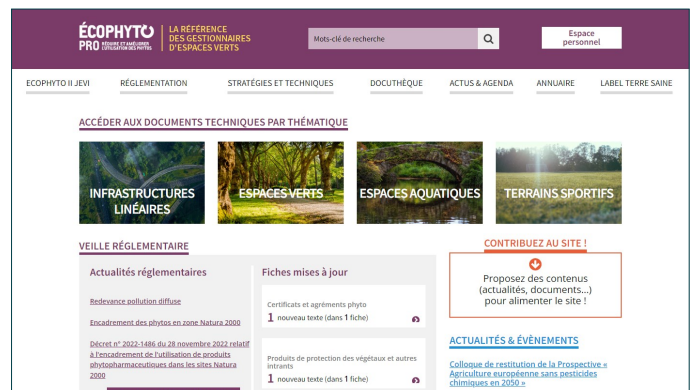 ÉCOPHYTO
PRO RÉDUIRE ET AMÉLIORER
L'UTILISATION DES PHYTOS
LA RÉFÉRENCE
DES GESTIONNAIRES
D'ESPACES VERTS
Mots-clé de recherche
Espace
personnel
ECOPHYTO II JEVI RÉGLEMENTATION STRATÉGIES ET TECHNIQUES DOCUTHÈQUE ACTUS & AGENDA ANNUAIRE LABEL TERRE SAINE
ACCÉDER AUX DOCUMENTS TECHNIQUES PAR THÉMATIQUE
INFRASTRUCTURES
LINÉAIRES
ESPACES VERTS
ESPACES AQUATIQUES
TERRAINS SPORTIFS
VEILLE RÉGLEMENTAIRE
Actualités réglementaires
Redevance pollution diffuse
Encadrement des phytos en zone Natura 2000
Décret n° 2022-1486 du 28 novembre 2022 relatif
à l'encadrement de l'utilisation de produits
phytopharmaceutiques dans les sites Natura
2000
Fiches mises à jour
Certificats et agréments phyto
1 nouveau texte (dans 1 fiche)
Produits de protection des végétaux et autres
intrants
1 nouveau texte (dans 1 fiche)
CONTRIBUEZ AU SITE !
Proposez des contenus
(actualités, documents...)
pour alimenter le site !
ACTUALITÉS & ÉVÈNEMENTS
Colloque de restitution de la Prospective «
Agriculture européenne sans pesticides
chimiques en 2050 »